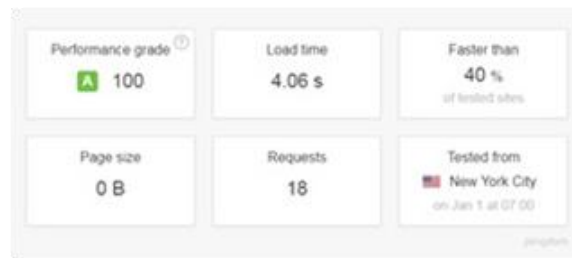 Performance grade ?
A 100
Load time
4.06 s
Faster than
40 %
of tested sites
Page size
0 B
Requests
18
Tested from
New York City
on Jan 1 at 07:00
pingdom